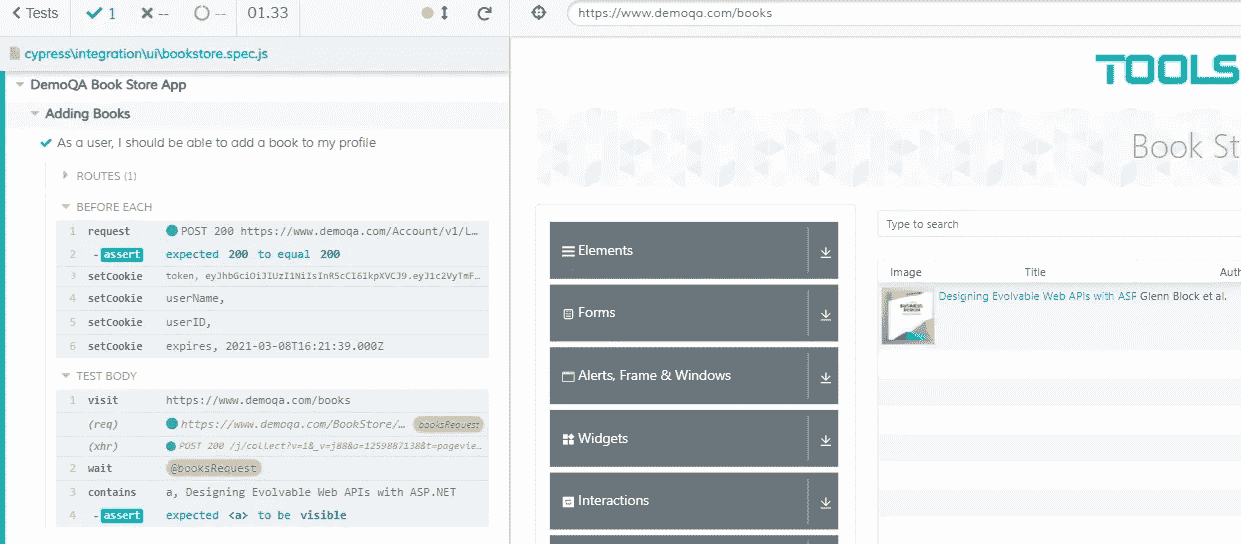 Tests 1 -- -- 01.33
https://www.demoqa.com/books
cypress\integration\ui\bookstore.spec.js
DemoQA Book Store App
Adding Books
As a user, I should be able to add a book to my profile
ROUTES (1)
BEFORE EACH
1 request POST 200 https://www.demoqa.com/Account/v1/L…
2 -assert expected 200 to equal 200
3 setCookie token, eyJhbGciOiJIUzI1NiIsInR5cCI6IkpXVCJ9.eyJ1c2VyTmF…
4 setCookie userName,
5 setCookie userID,
6 setCookie expires, 2021-03-08T16:21:39.000Z
TEST BODY
1 visit https://www.demoqa.com/books
(req) https://www.demoqa.com/BookStore/… booksRequest
(xhr) POST 200 /j/collect?v=1&_v=j88&a=1259887138&t=pagevie…
2 wait @booksRequest
3 contains a, Designing Evolvable Web APIs with ASP.NET
4 -assert expected <a> to be visible
TOOLS
Book St
Elements
Forms
Alerts, Frame & Windows
Widgets
Interactions
Type to search
Image Title Auth
Designing Evolvable Web APIs with ASP Glenn Block et al.